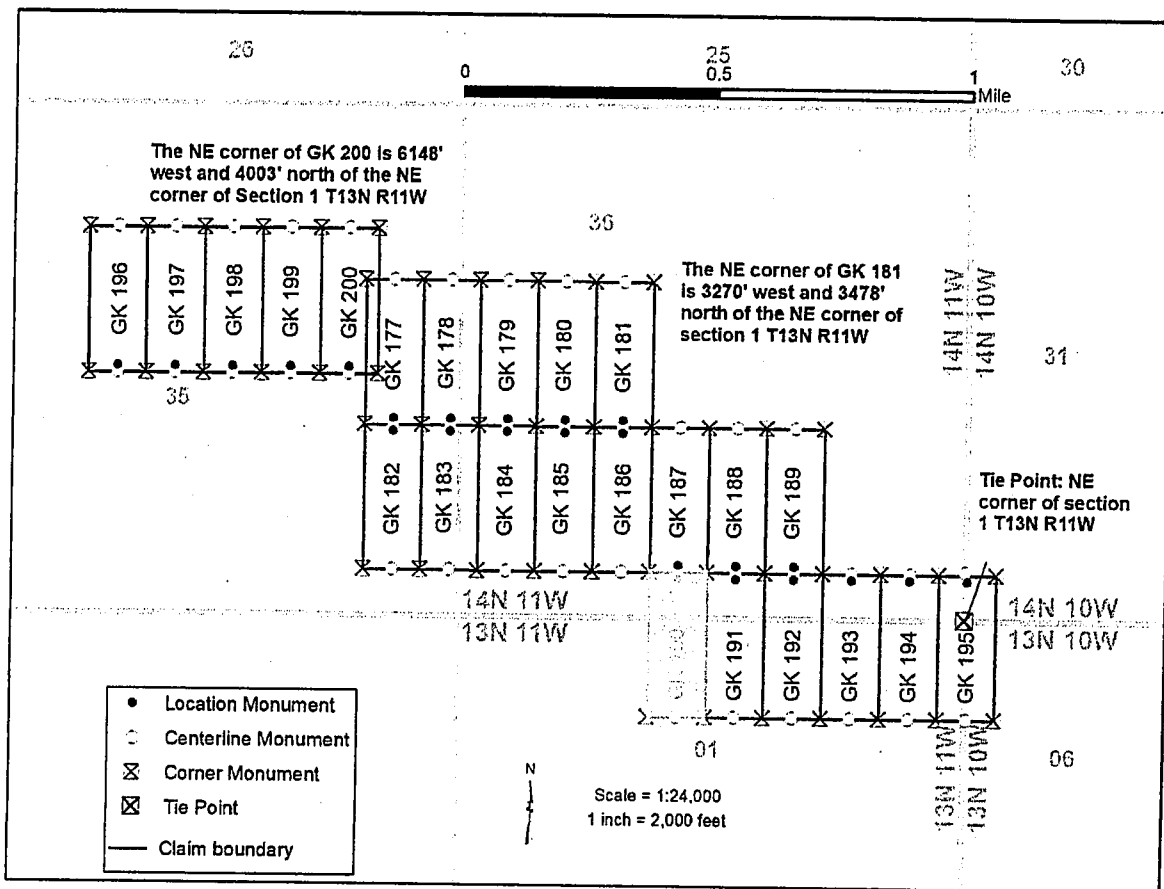 26
25
30
0
0.5
1
Mile
The NE corner of GK 200 is 6148'
west and 4003' north of the NE
corner of Section 1 T13N R11W
36
GK 196
GK 197
GK 198
GK 199
GK 200
GK 177
GK 178
GK 179
GK 180
GK 181
The NE corner of GK 181
is 3270' west and 3478'
north of the NE corner of
section 1 T13N R11W
14N 11W
14N 10W
31
35
GK 182
GK 183
GK 184
GK 185
GK 186
GK 187
GK 188
GK 189
Tie Point: NE
corner of section
1 T13N R11W
14N 11W
13N 11W
14N 10W
13N 10W
GK 191
GK 192
GK 193
GK 194
GK 195
01
06
13N 11W
13N 10W
Location Monument
Centerline Monument
Corner Monument
Tie Point
Claim boundary
N
Scale = 1:24,000
1 inch = 2,000 feet